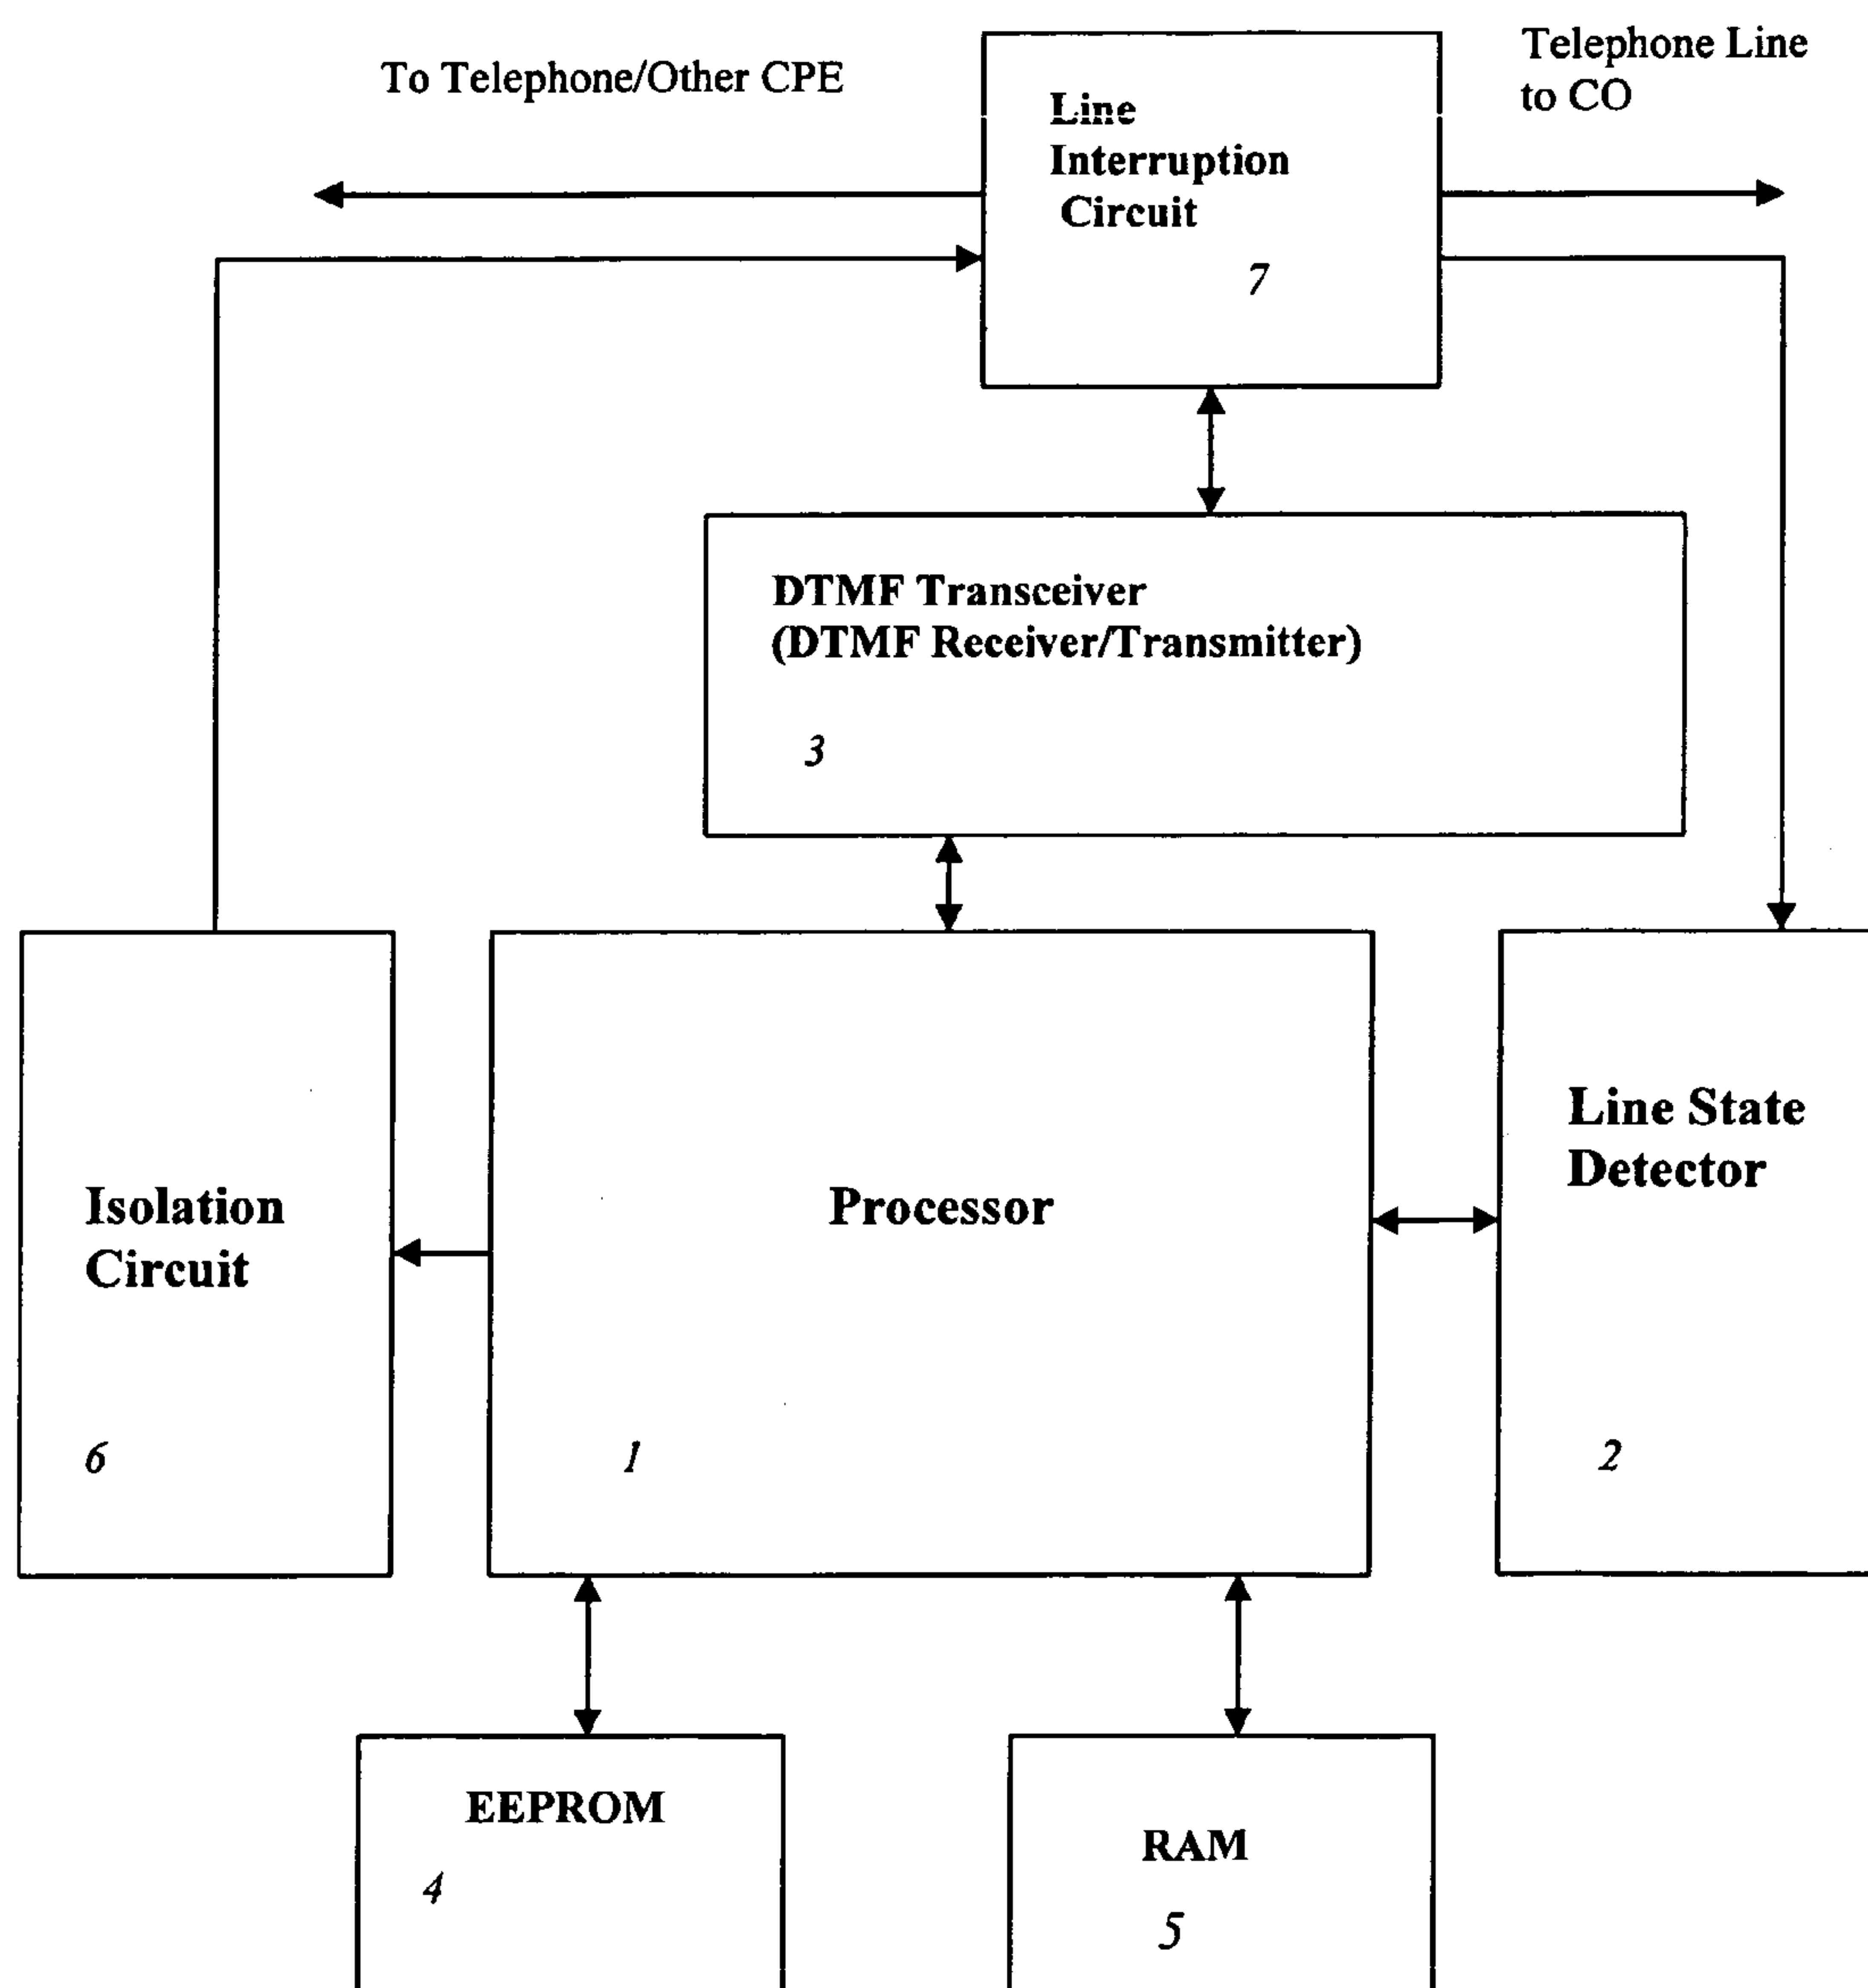 To Telephone/Other CPE
Telephone Line
to CO
Line
Interruption
Circuit
7
DTMF Transceiver
(DTMF Receiver/Transmitter)
3
Isolation
Circuit
6
Processor
1
Line State
Detector
2
EEPROM
4
RAM
5